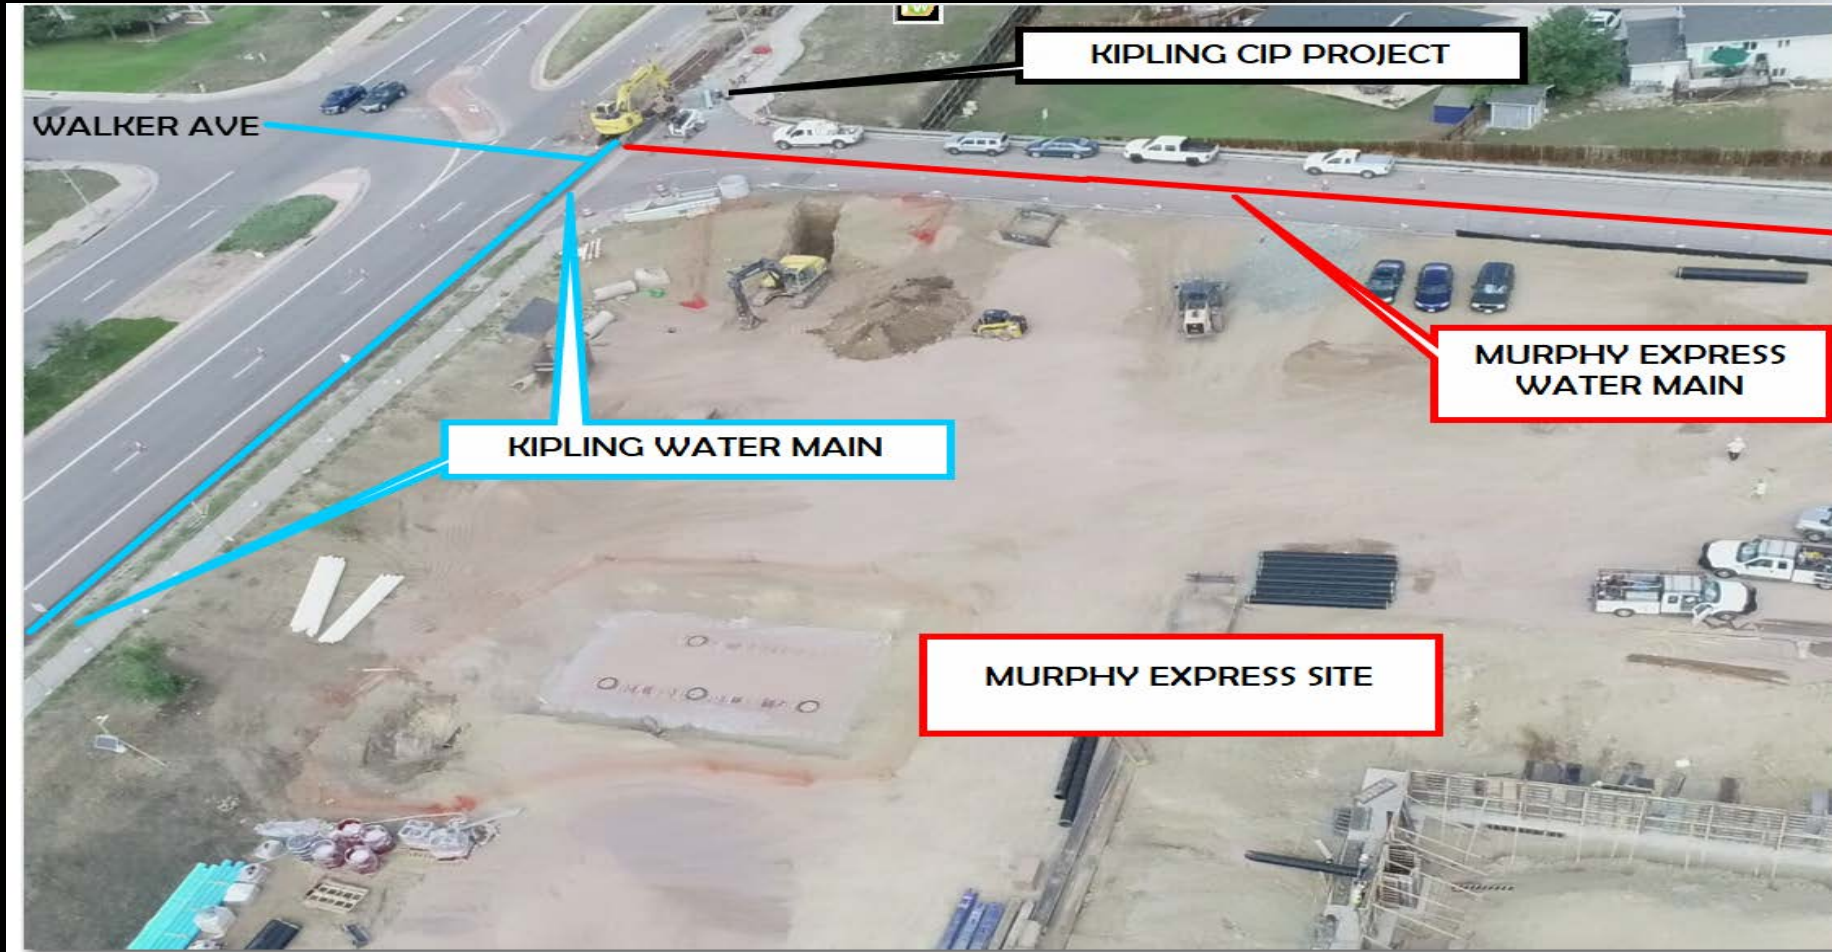 KIPLING CIP PROJECT
WALKER AVE
MURPHY EXPRESS
WATER MAIN
KIPLING WATER MAIN
MURPHY EXPRESS SITE